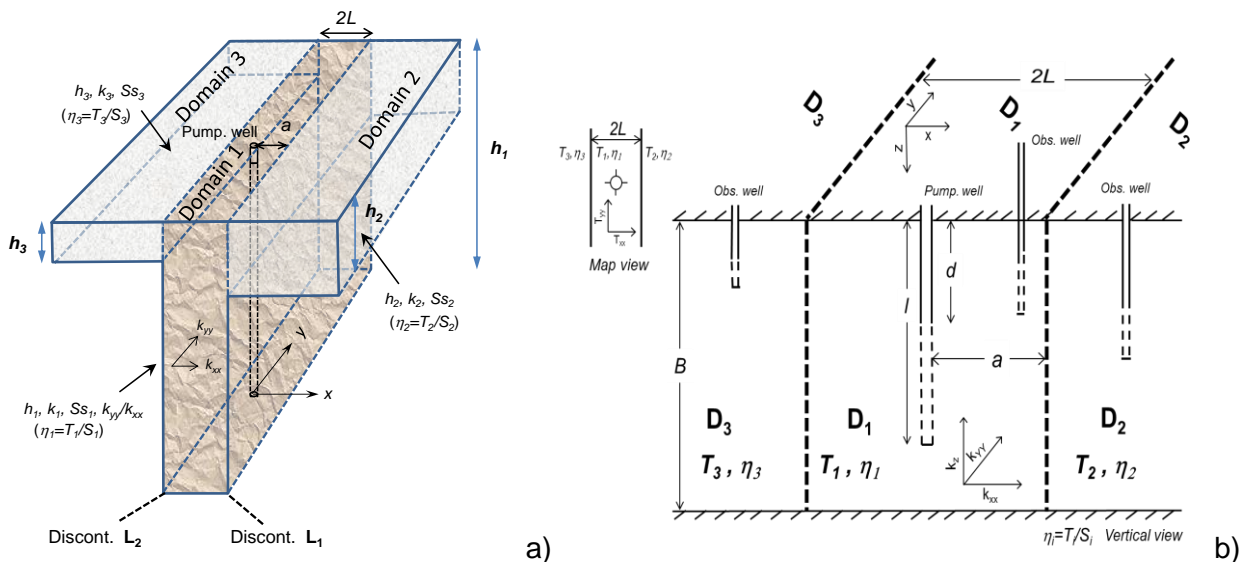 2L
Domain 3
h3, k3, Ss3
(η3=T3/S3)
Pump. well
a
Domain 1
Domain 2
h1
h2
h3
h2, k2, Ss2
(η2=T2/S2)
kyy
kxx
y
x
h1, k1, Ss1, kyy/kxx
(η1=T1/S1)
Discont. L2
Discont. L1
a)
2L
T3, η3
T1, η1
T2, η2
Tyy
Txx
Map view
D3
2L
D1
D2
y
x
z
Obs. well
Obs. well
Pump. well
Obs. well
B
l
d
a
D3
D1
D2
T3 , η3
T1 , η1
T2 , η2
kz
kYY
kxx
ηi=Ti/Si Vertical view
b)